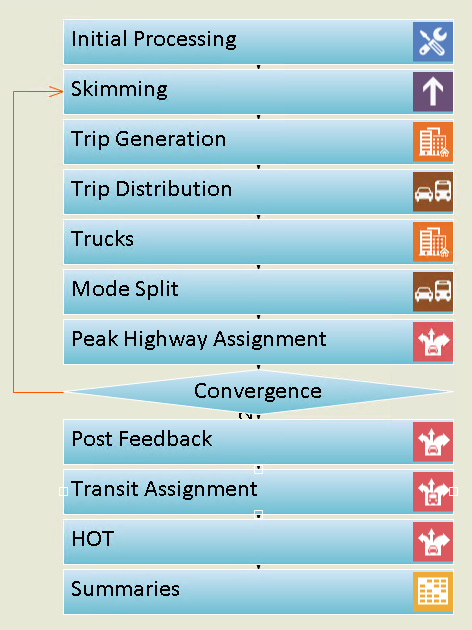 Initial Processing
Skimming
Trip Generation
Trip Distribution
Trucks
Mode Split
Peak Highway Assignment
Convergence
Post Feedback
Transit Assignment
HOT
Summaries